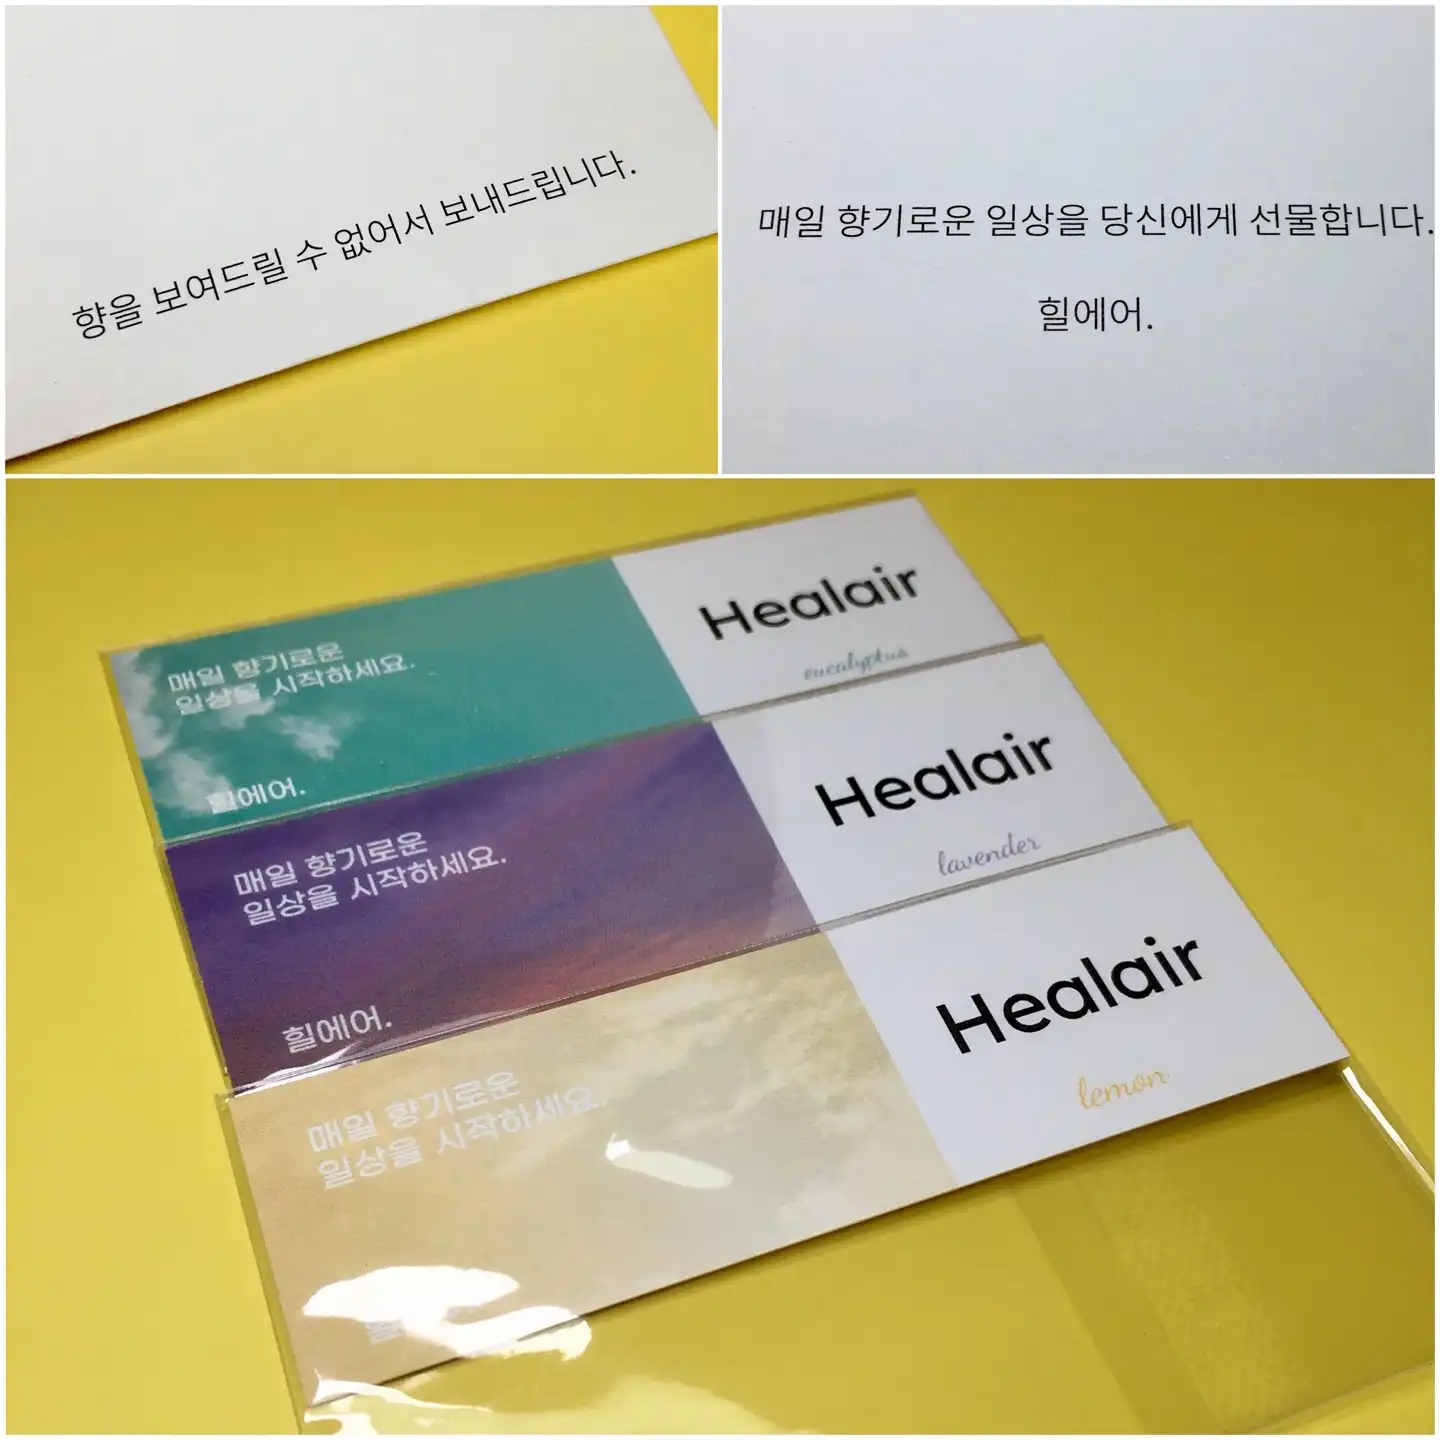 향을 보여드릴 수 없어서 보내드립니다.
매일 향기로운 일상을 당신에게 선물합니다.
힐에어.
매일 향기로운
일상을 시작하세요.
힐에어.
Healair
eucalyptus
매일 향기로운
일상을 시작하세요.
힐에어.
Healair
lavender
매일 향기로운
일상을 시작하세요.
Healair
lemon